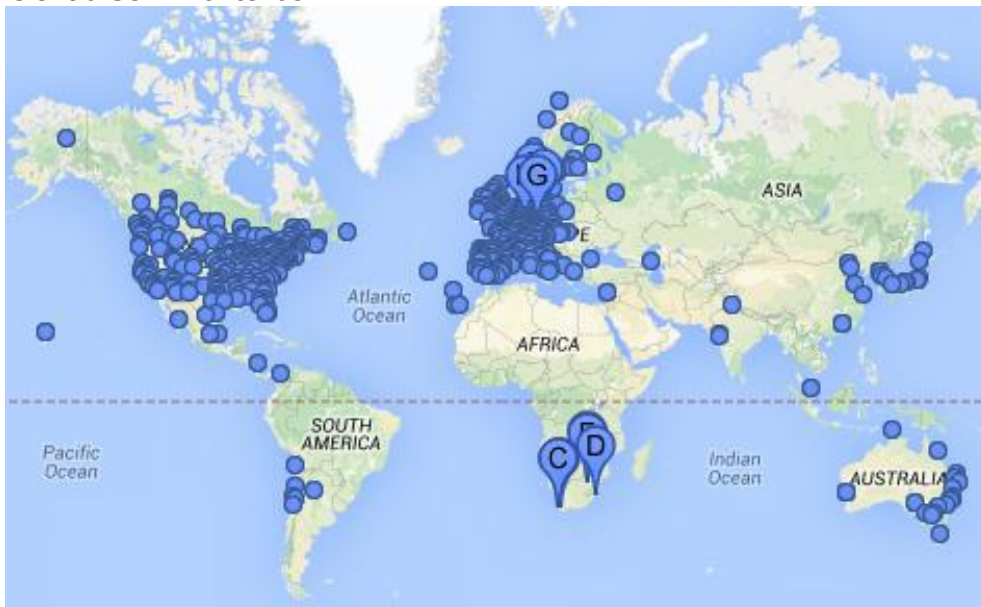 ASIA
Atlantic
Ocean
AFRICA
SOUTH
AMERICA
Pacific
Ocean
Indian
Ocean
AUSTRALIA
G
C
D